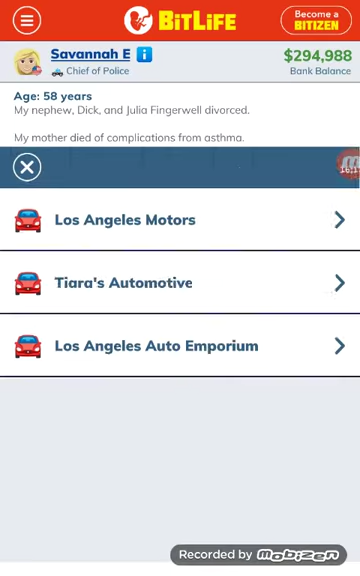 BitLife
Become a
BITIZEN
Savannah E
Chief of Police
$294,988
Bank Balance
Age: 58 years
My nephew, Dick, and Julia Fingerwell divorced.
My mother died of complications from asthma.
Los Angeles Motors
Tiara's Automotive
Los Angeles Auto Emporium
Recorded by mobizen